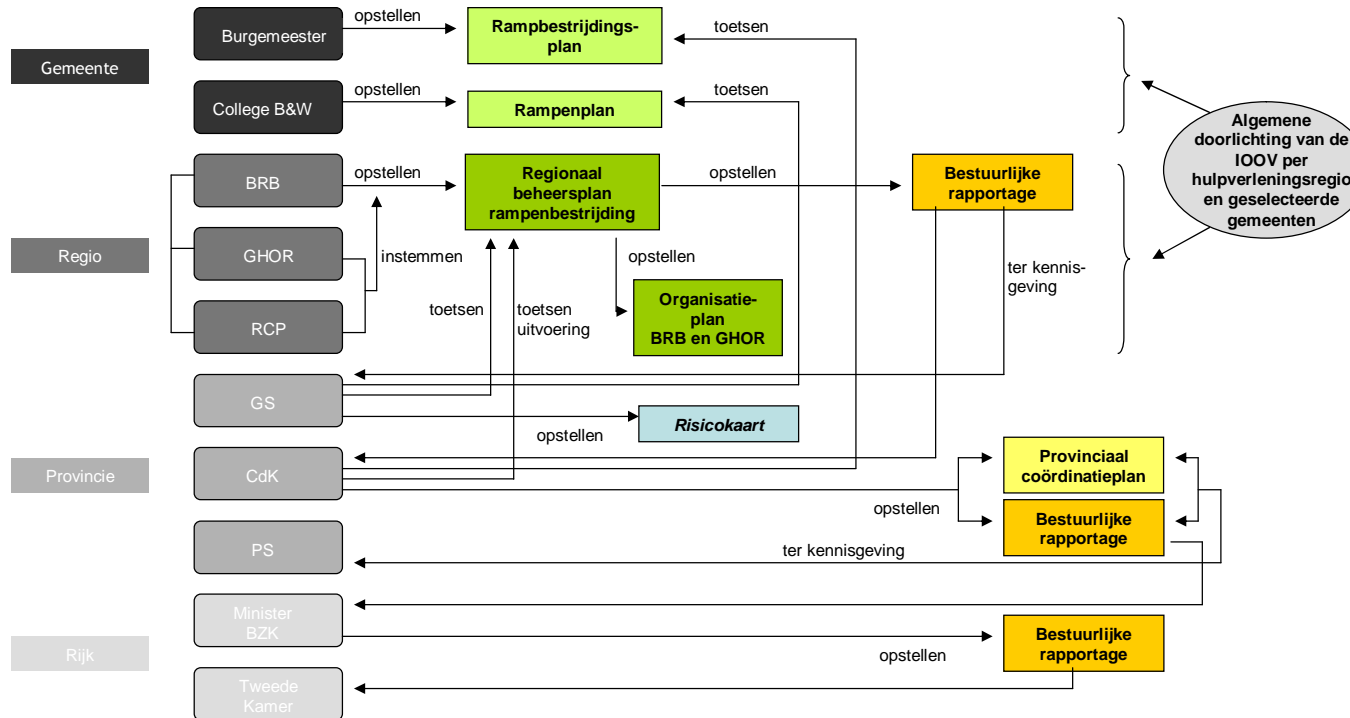 opstellen
Burgemeester
Rampbestrijdings-
plan
toetsen
Gemeente
opstellen
College B&W
Rampenplan
toetsen
Algemene
doorlichting van de
IOOV per
hulpverleningsregio
en geselecteerde
gemeenten
BRB
opstellen
Regionaal
beheersplan
rampenbestrijding
opstellen
Bestuurlijke
rapportage
Regio
GHOR
instemmen
opstellen
ter kennis-
geving
toetsen
toetsen
uitvoering
Organisatie-
plan
BRB en GHOR
RCP
GS
opstellen
Risicokaart
Provincie
CdK
Provinciaal
coördinatieplan
opstellen
Bestuurlijke
rapportage
PS
ter kennisgeving
Minister
BZK
Rijk
opstellen
Bestuurlijke
rapportage
Tweede
Kamer